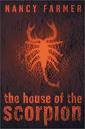 NANCY FARMER
the house of the
scorpion